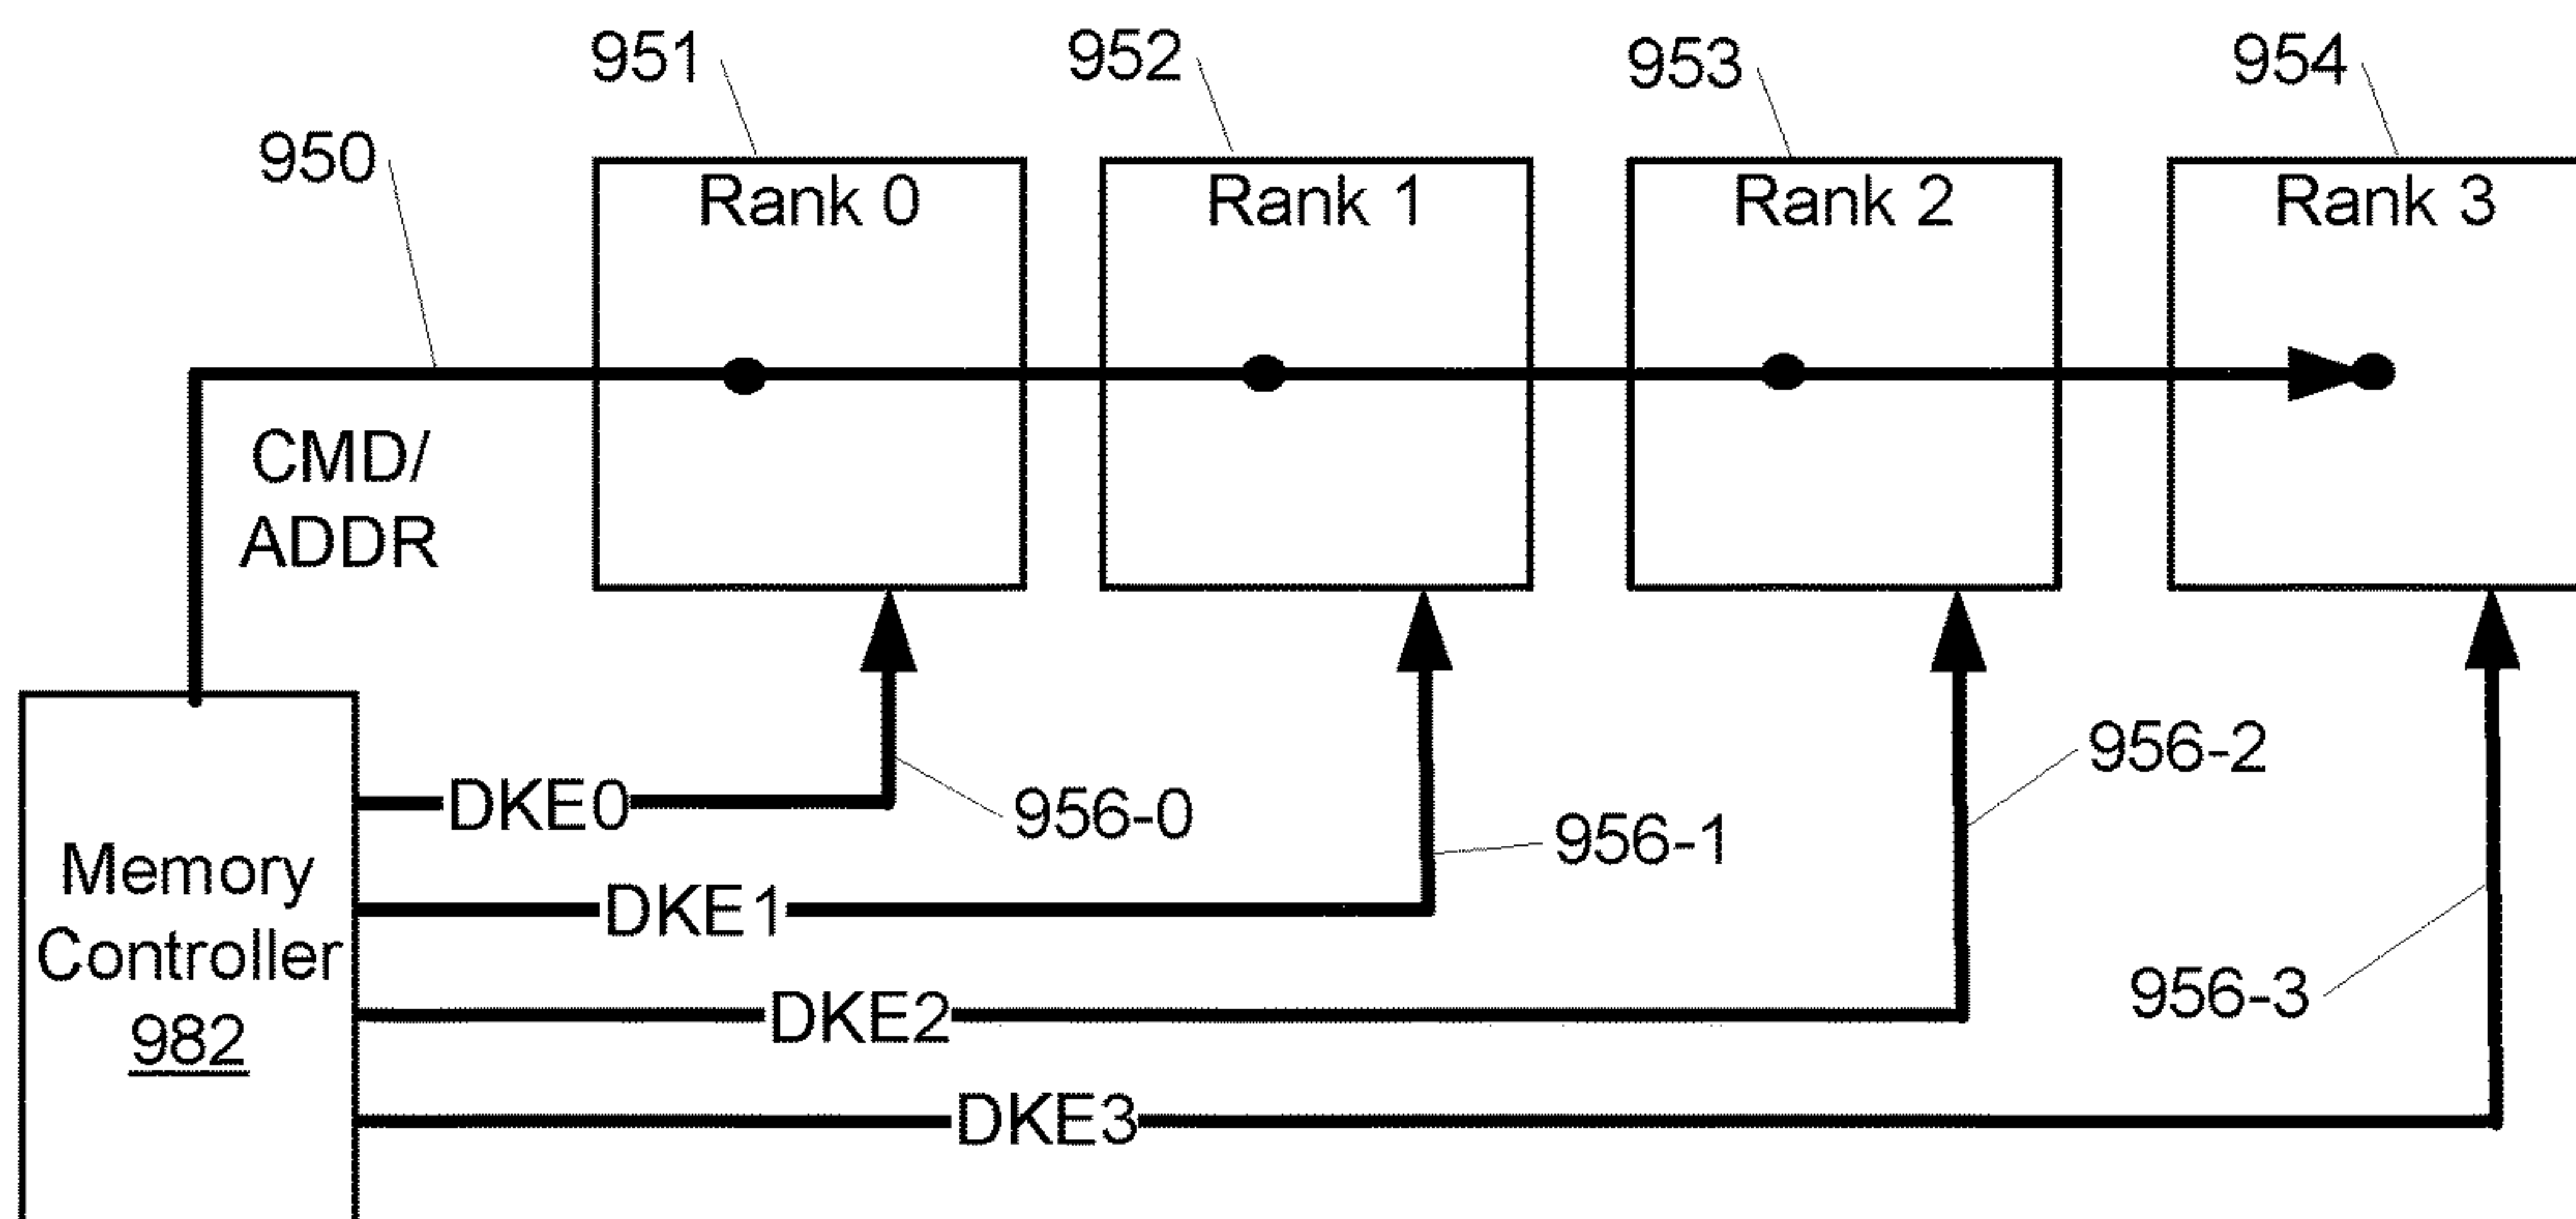 951
952
953
954
950
Rank 0
Rank 1
Rank 2
Rank 3
CMD/
ADDR
DKE0
956-0
956-1
956-2
956-3
DKE1
DKE2
DKE3
Memory
Controller
982